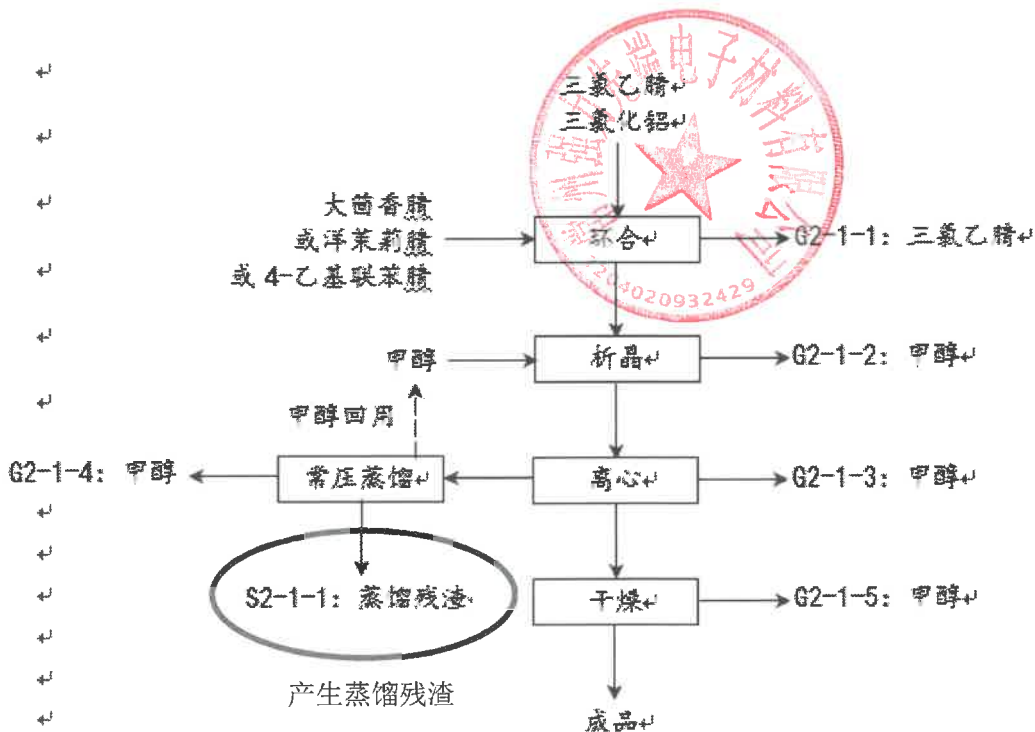 三氯乙腈↵
三氯化铝↵
大茴香腈
或洋茉莉腈
或 4-乙基联苯腈
环合↵
G2-1-1: 三氯乙腈↵
204020932429
甲醇
析晶↵
G2-1-2: 甲醇↵
甲醇回用
G2-1-4: 甲醇
常压蒸馏↵
离心↵
G2-1-3: 甲醇↵
S2-1-1: 蒸馏残渣
干燥↵
G2-1-5: 甲醇↵
产生蒸馏残渣
成品↵